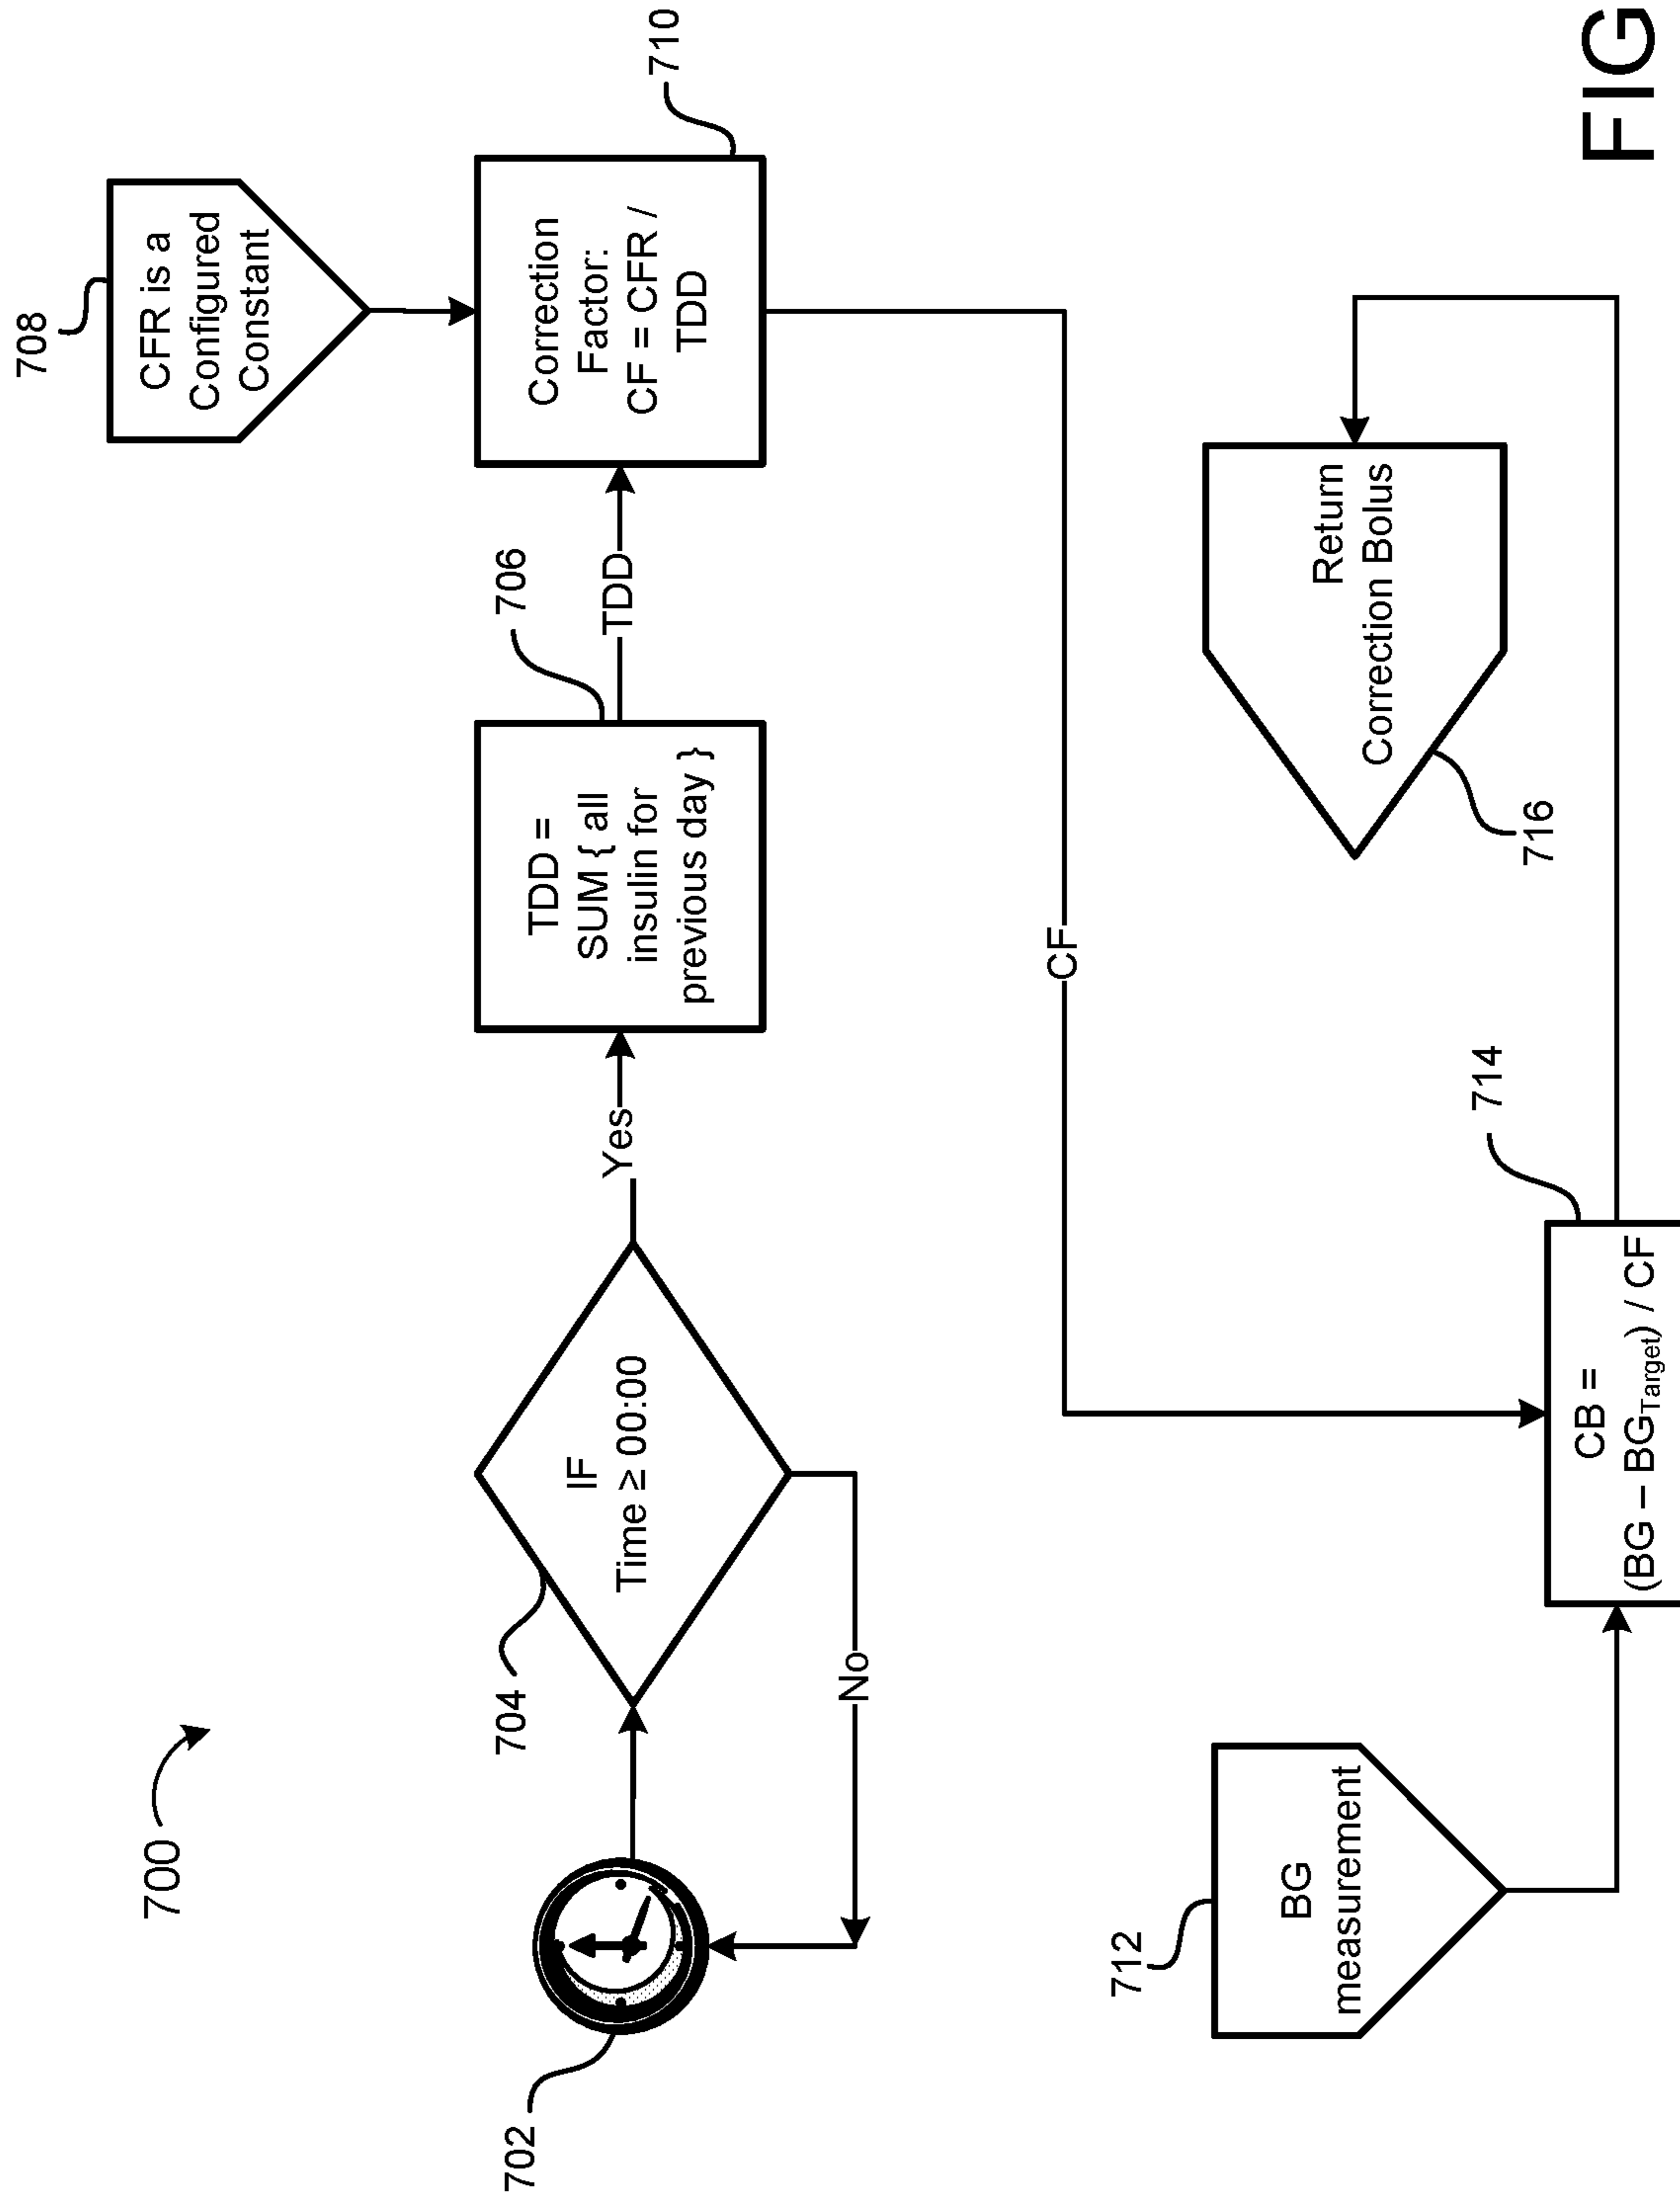 700
702
704
IF
Time ≥ 00:00
Yes
No
706
TDD =
SUM { all
insulin for
previous day }
TDD
708
CFR is a
Configured
Constant
710
Correction
Factor:
CF = CFR /
TDD
CF
712
BG
measurement
714
CB =
(BG – BGTarget) / CF
716
Return
Correction Bolus
FIG